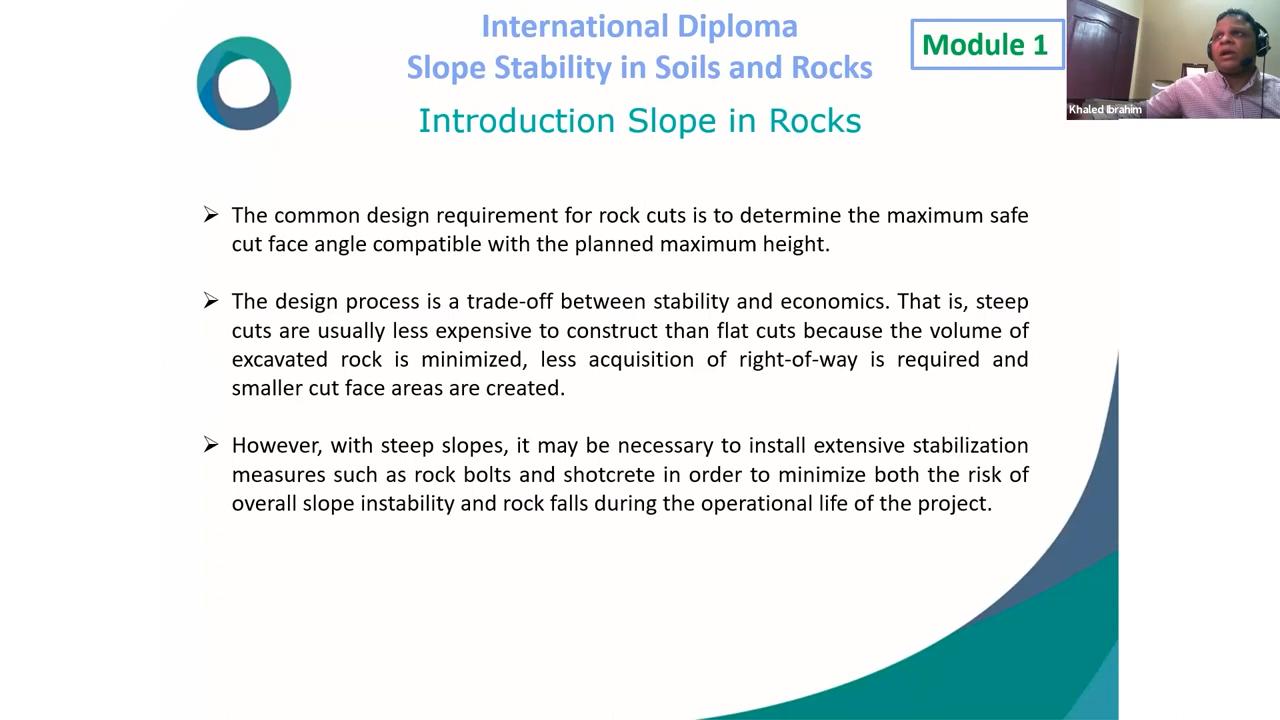 International Diploma
Slope Stability in Soils and Rocks
Module 1
Khaled Ibrahim
Introduction Slope in Rocks
➢ The common design requirement for rock cuts is to determine the maximum safe
cut face angle compatible with the planned maximum height.
➢ The design process is a trade-off between stability and economics. That is, steep
cuts are usually less expensive to construct than flat cuts because the volume of
excavated rock is minimized, less acquisition of right-of-way is required and
smaller cut face areas are created.
➢ However, with steep slopes, it may be necessary to install extensive stabilization
measures such as rock bolts and shotcrete in order to minimize both the risk of
overall slope instability and rock falls during the operational life of the project.